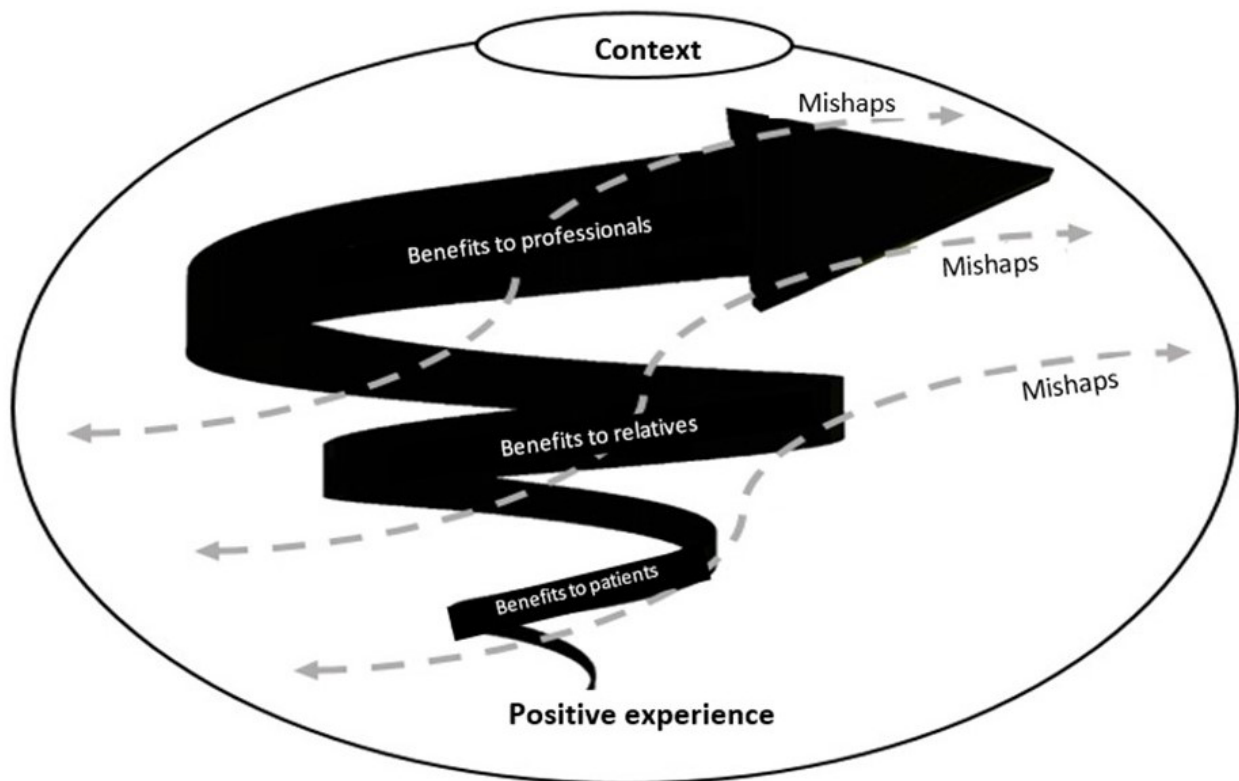 Context
Mishaps
Benefits to professionals
Mishaps
Mishaps
Benefits to relatives
Benefits to patients
Positive experience